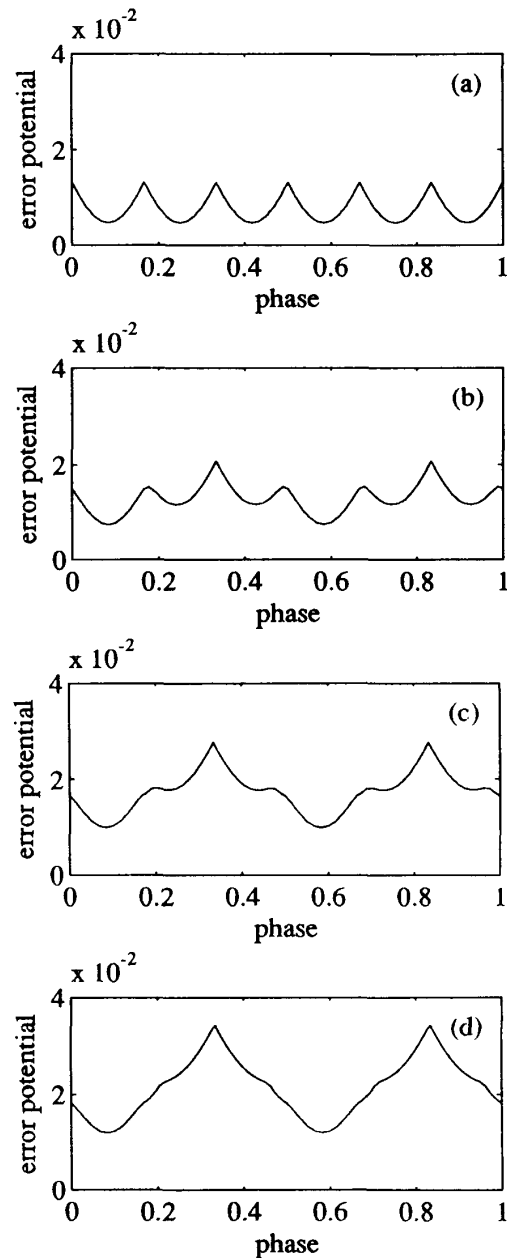 x 10⁻²
4
(a)
error potential
2
0
0 0.2 0.4 0.6 0.8 1
phase
x 10⁻²
4
(b)
error potential
2
0
0 0.2 0.4 0.6 0.8 1
phase
x 10⁻²
4
(c)
error potential
2
0
0 0.2 0.4 0.6 0.8 1
phase
x 10⁻²
4
(d)
error potential
2
0
0 0.2 0.4 0.6 0.8 1
phase